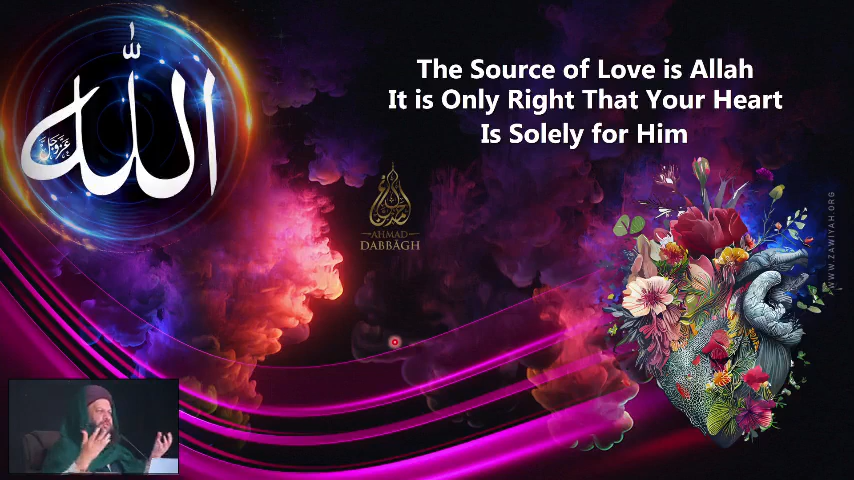 الله
عز وجل
The Source of Love is Allah
It is Only Right That Your Heart
Is Solely for Him
AHMAD
DABBĀGH
WWW.ZAWIYAH.ORG